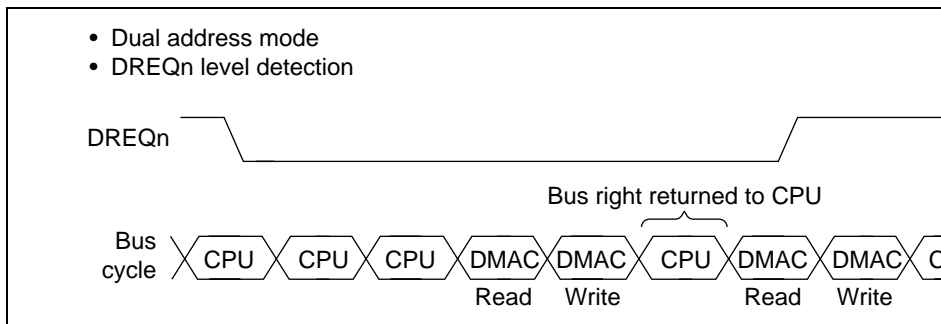 • Dual address mode
• DREQn level detection
DREQn
Bus right returned to CPU
Bus cycle
CPU CPU CPU DMAC DMAC CPU DMAC DMAC C
Read Write Read Write